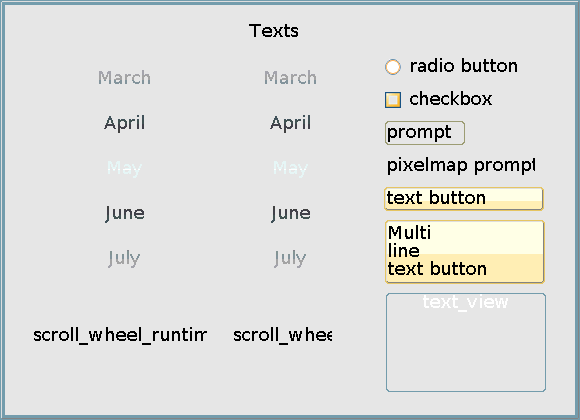 Texts
March
April
May
June
July
scroll_wheel_runtim
March
April
May
June
July
scroll_whee
radio button
checkbox
prompt
pixelmap prompt
text button
Multi
line
text button
text_view